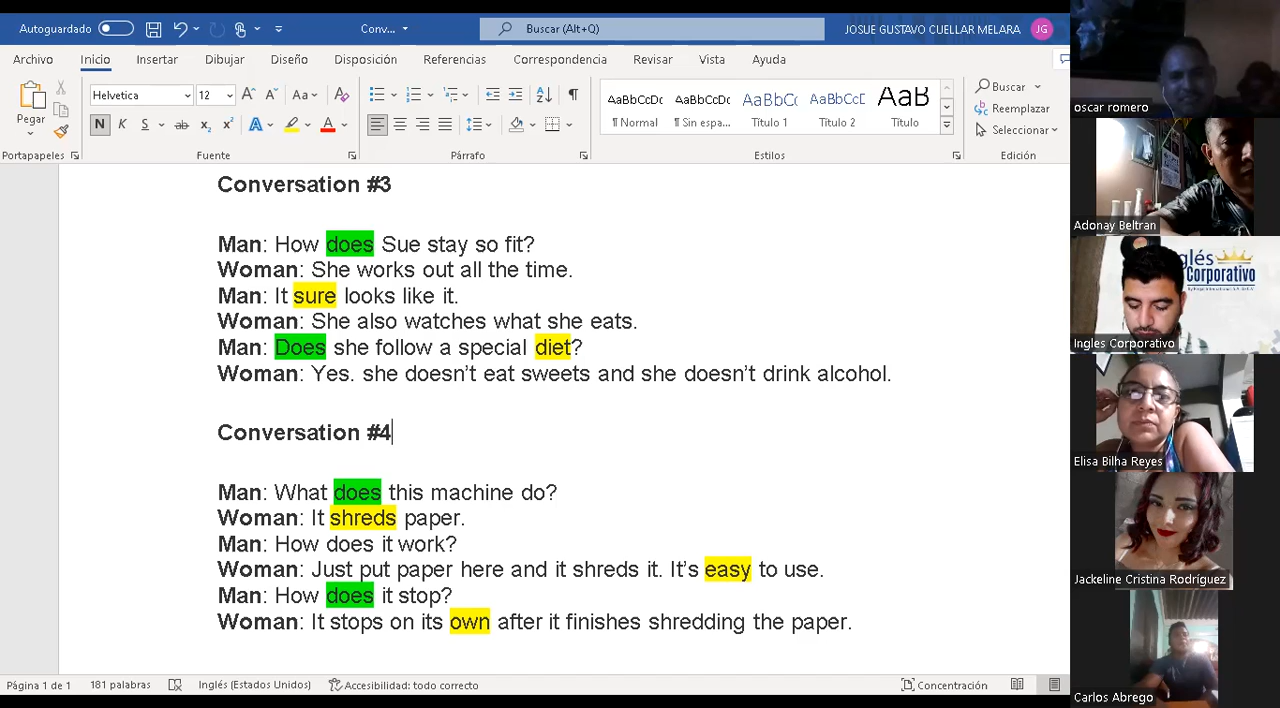 Autoguardado
Conv...
Buscar (Alt+Q)
JOSUE GUSTAVO CUELLAR MELARA
JG
Archivo Inicio Insertar Dibujar Diseño Disposición Referencias Correspondencia Revisar Vista Ayuda
Pegar
Portapapeles
Helvetica 12
Aa
N K S ab x₂ x² A A
Fuente
Párrafo
AaBbCcDc AaBbCcDc AaBbC( AaBbCcD AaB
¶ Normal ¶ Sin espa... Título 1 Título 2 Título
Estilos
Buscar
Reemplazar
Seleccionar
Edición
Conversation #3
Man: How does Sue stay so fit?
Woman: She works out all the time.
Man: It sure looks like it.
Woman: She also watches what she eats.
Man: Does she follow a special diet?
Woman: Yes. she doesn’t eat sweets and she doesn’t drink alcohol.
Conversation #4
Man: What does this machine do?
Woman: It shreds paper.
Man: How does it work?
Woman: Just put paper here and it shreds it. It’s easy to use.
Man: How does it stop?
Woman: It stops on its own after it finishes shredding the paper.
Página 1 de 1 181 palabras Inglés (Estados Unidos) Accesibilidad: todo correcto Concentración
oscar romero
Adonay Beltran
nglés
Corporativo
Ingles Corporativo
Elisa Bilha Reyes
Jackeline Cristina Rodríguez
Carlos Abrego